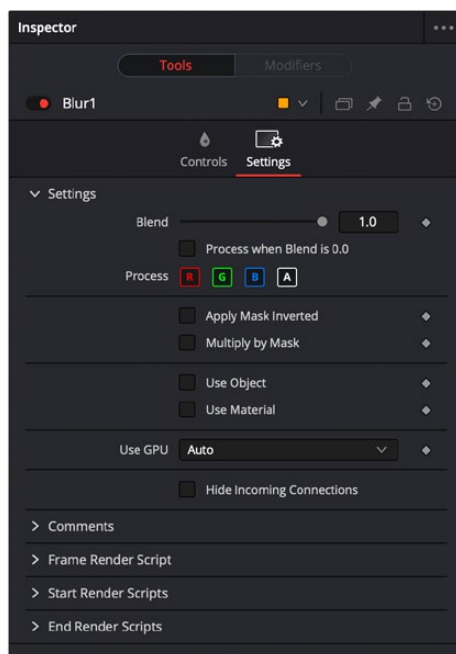 Inspector
Tools Modifiers
Blur1
Controls Settings
Settings
Blend 1.0
Process when Blend is 0.0
Process R G B A
Apply Mask Inverted
Multiply by Mask
Use Object
Use Material
Use GPU Auto
Hide Incoming Connections
Comments
Frame Render Script
Start Render Scripts
End Render Scripts